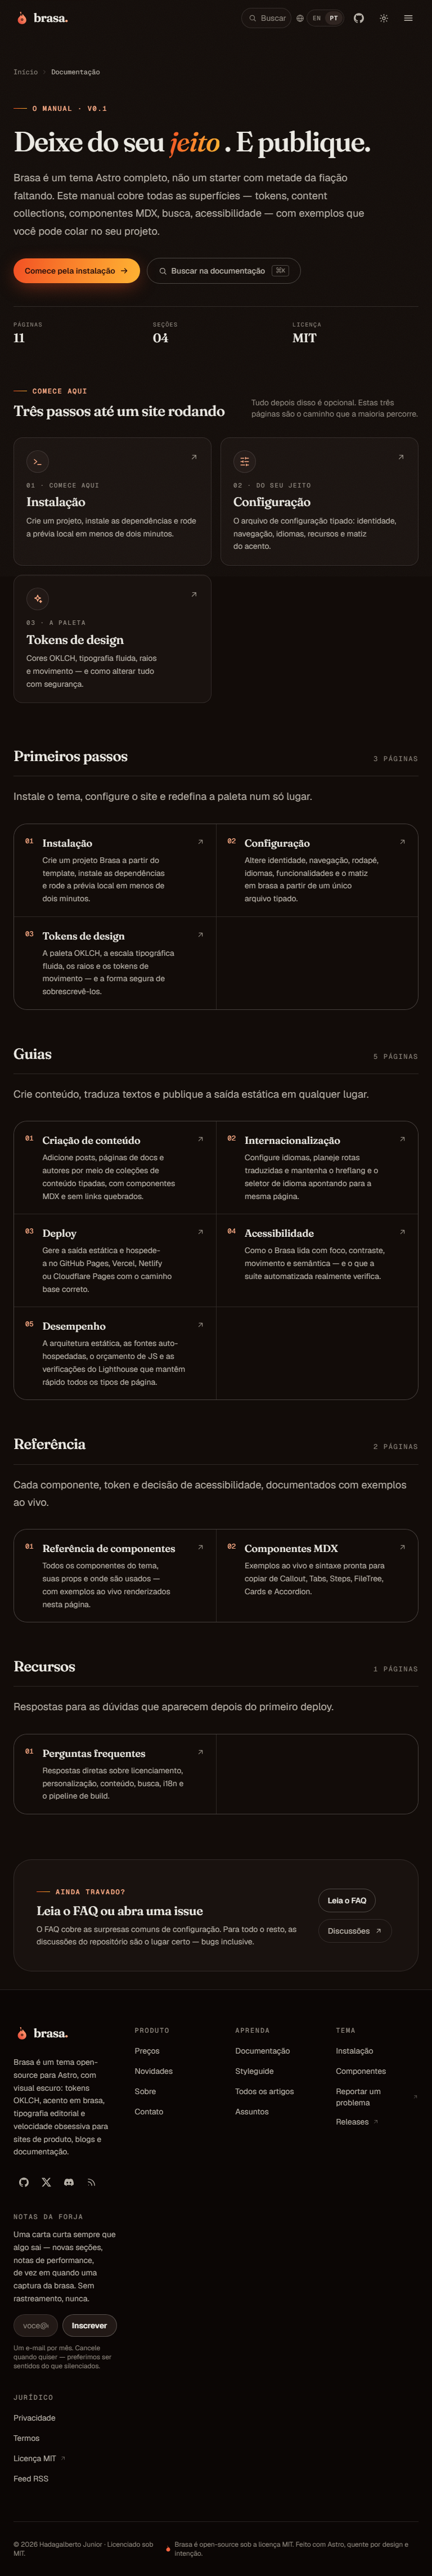 brasa.
Buscar
EN PT
Início / Documentação
O MANUAL · V0.1
Deixe do seu jeito . E publique.
Brasa é um tema Astro completo, não um starter com metade da fiação
faltando. Este manual cobre todas as superfícies — tokens, content
collections, componentes MDX, busca, acessibilidade — com exemplos que
você pode colar no seu projeto.
Comece pela instalação →
Buscar na documentação ⌘K
PÁGINAS
11
SEÇÕES
04
LICENÇA
MIT
COMECE AQUI
Três passos até um site rodando
Tudo depois disso é opcional. Estas três
páginas são o caminho que a maioria percorre.
01 · COMECE AQUI
Instalação
Crie um projeto, instale as dependências e rode
a prévia local em menos de dois minutos.
02 · DO SEU JEITO
Configuração
O arquivo de configuração tipado: identidade,
navegação, idiomas, recursos e matiz
do acento.
03 · A PALETA
Tokens de design
Cores OKLCH, tipografia fluida, raios
e movimento — e como alterar tudo
com segurança.
Primeiros passos
3 PÁGINAS
Instale o tema, configure o site e redefina a paleta num só lugar.
01 Instalação
Crie um projeto Brasa a partir do
template, instale as dependências
e rode a prévia local em menos de
dois minutos.
02 Configuração
Altere identidade, navegação, rodapé,
idiomas, funcionalidades e o matiz
em brasa a partir de um único
arquivo tipado.
03 Tokens de design
A paleta OKLCH, a escala tipográfica
fluida, os raios e os tokens de
movimento — e a forma segura de
sobrescrevê-los.
Guias
5 PÁGINAS
Crie conteúdo, traduza textos e publique a saída estática em qualquer lugar.
01 Criação de conteúdo
Adicione posts, páginas de docs e
autores por meio de coleções de
conteúdo tipadas, com componentes
MDX e sem links quebrados.
02 Internacionalização
Configure idiomas, planeje rotas
traduzidas e mantenha o hreflang e o
seletor de idioma apontando para a
mesma página.
03 Deploy
Gere a saída estática e hospede-
a no GitHub Pages, Vercel, Netlify
ou Cloudflare Pages com o caminho
base correto.
04 Acessibilidade
Como o Brasa lida com foco, contraste,
movimento e semântica — e o que a
suíte automatizada realmente verifica.
05 Desempenho
A arquitetura estática, as fontes auto-
hospedadas, o orçamento de JS e as
verificações do Lighthouse que mantêm
rápido todos os tipos de página.
Referência
2 PÁGINAS
Cada componente, token e decisão de acessibilidade, documentados com exemplos
ao vivo.
01 Referência de componentes
Todos os componentes do tema,
suas props e onde são usados —
com exemplos ao vivo renderizados
nesta página.
02 Componentes MDX
Exemplos ao vivo e sintaxe pronta para
copiar de Callout, Tabs, Steps, FileTree,
Cards e Accordion.
Recursos
1 PÁGINAS
Respostas para as dúvidas que aparecem depois do primeiro deploy.
01 Perguntas frequentes
Respostas diretas sobre licenciamento,
personalização, conteúdo, busca, i18n e
o pipeline de build.
AINDA TRAVADO?
Leia o FAQ ou abra uma issue
O FAQ cobre as surpresas comuns de configuração. Para todo o resto, as
discussões do repositório são o lugar certo — bugs inclusive.
Leia o FAQ
Discussões
brasa.
Brasa é um tema open-
source para Astro, com
visual escuro: tokens
OKLCH, acento em brasa,
tipografia editorial e
velocidade obsessiva para
sites de produto, blogs e
documentação.
PRODUTO
Preços
Novidades
Sobre
Contato
APRENDA
Documentação
Styleguide
Todos os artigos
Assuntos
TEMA
Instalação
Componentes
Reportar um
problema
Releases
NOTAS DA FORJA
Uma carta curta sempre que
algo sai — novas seções,
notas de performance,
de vez em quando uma
captura da brasa. Sem
rastreamento, nunca.
voce@
Inscrever
Um e-mail por mês. Cancele
quando quiser — preferimos ser
sentidos do que silenciados.
JURÍDICO
Privacidade
Termos
Licença MIT
Feed RSS
© 2026 Hadagalberto Junior · Licenciado sob
MIT.
Brasa é open-source sob a licença MIT. Feito com Astro, quente por design e
intenção.